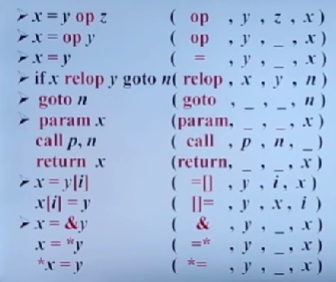 ➢ x = y op z ( op , y , z , x )
➢ x = op y ( op , y , _ , x )
➢ x = y ( = , y , _ , x )
➢ if x relop y goto n ( relop , x , y , n )
➢ goto n ( goto , _ , _ , n )
➢ param x (param, _ , _ , x )
call p, n ( call , p , n , _ )
return x (return, _ , _ , x )
➢ x = y[i] ( =[] , y , i , x )
x[i] = y ( []= , y , x , i )
➢ x = &y ( & , y , _ , x )
x = *y ( =* , y , _ , x )
*x = y ( *= , y , _ , x )